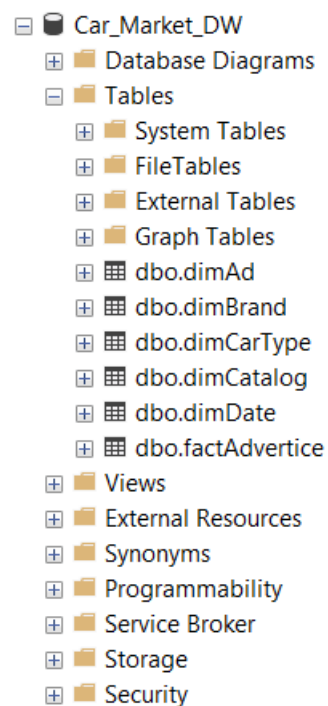 Car_Market_DW
Database Diagrams
Tables
System Tables
FileTables
External Tables
Graph Tables
dbo.dimAd
dbo.dimBrand
dbo.dimCarType
dbo.dimCatalog
dbo.dimDate
dbo.factAdvertice
Views
External Resources
Synonyms
Programmability
Service Broker
Storage
Security